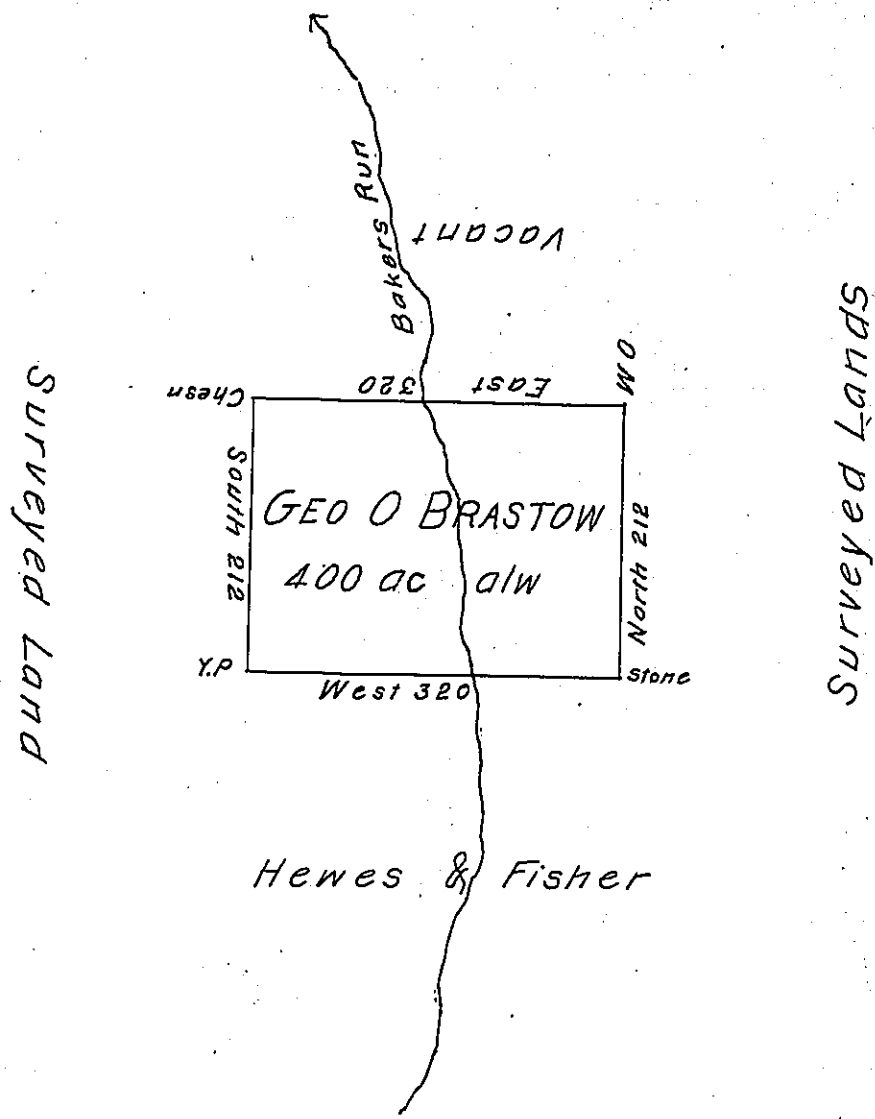 Bakers Run
Vacant
Surveyed Lands
Chesn
320
East
WO
Surveyed Land
South 212
GEO O BRASTOW
400 ac a/w
North 212
Y.P
West 320
stone
Hewes & Fisher